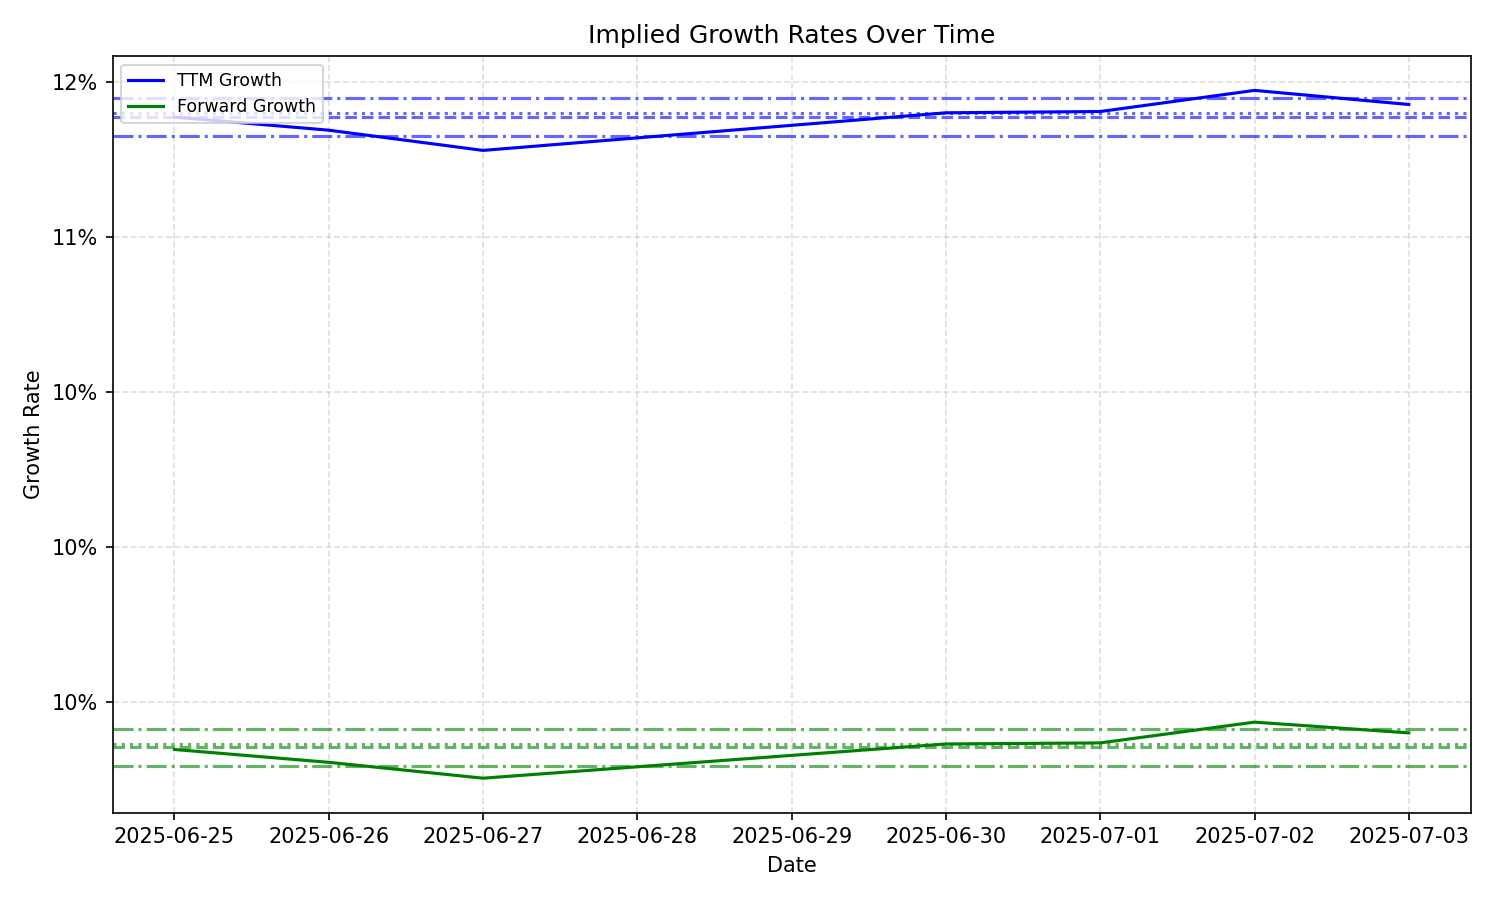 Implied Growth Rates Over Time
TTM Growth
Forward Growth
12%
11%
10%
10%
10%
Growth Rate
2025-06-25 2025-06-26 2025-06-27 2025-06-28 2025-06-29 2025-06-30 2025-07-01 2025-07-02 2025-07-03
Date